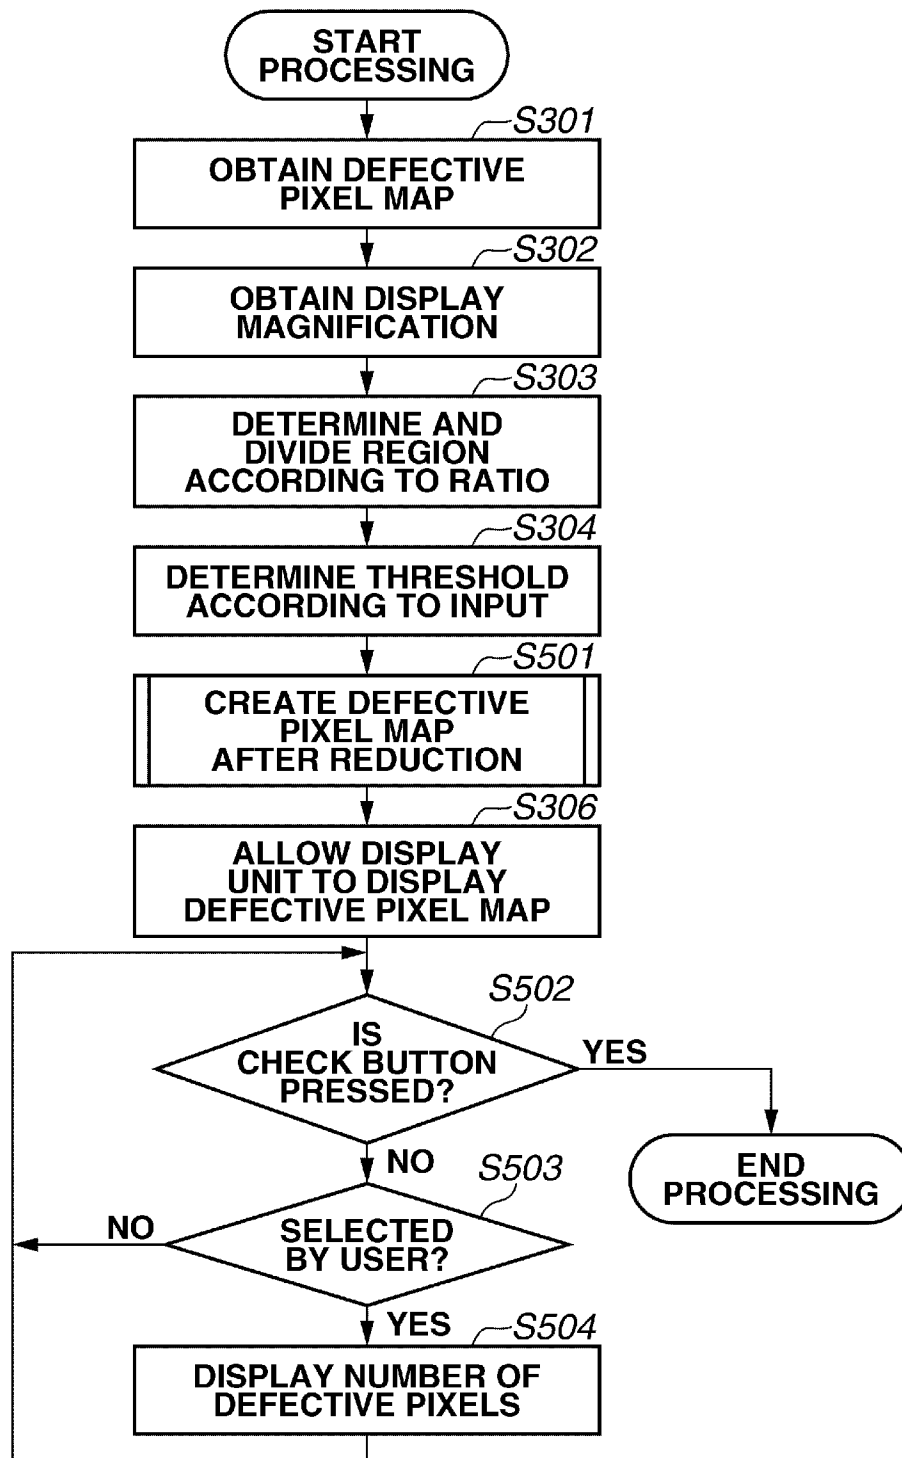 START
PROCESSING
S301
OBTAIN DEFECTIVE
PIXEL MAP
S302
OBTAIN DISPLAY
MAGNIFICATION
S303
DETERMINE AND
DIVIDE REGION
ACCORDING TO RATIO
S304
DETERMINE THRESHOLD
ACCORDING TO INPUT
S501
CREATE DEFECTIVE
PIXEL MAP
AFTER REDUCTION
S306
ALLOW DISPLAY
UNIT TO DISPLAY
DEFECTIVE PIXEL MAP
S502
IS
CHECK BUTTON
PRESSED?
YES
END
PROCESSING
NO
S503
SELECTED
BY USER?
NO
YES
S504
DISPLAY NUMBER OF
DEFECTIVE PIXELS